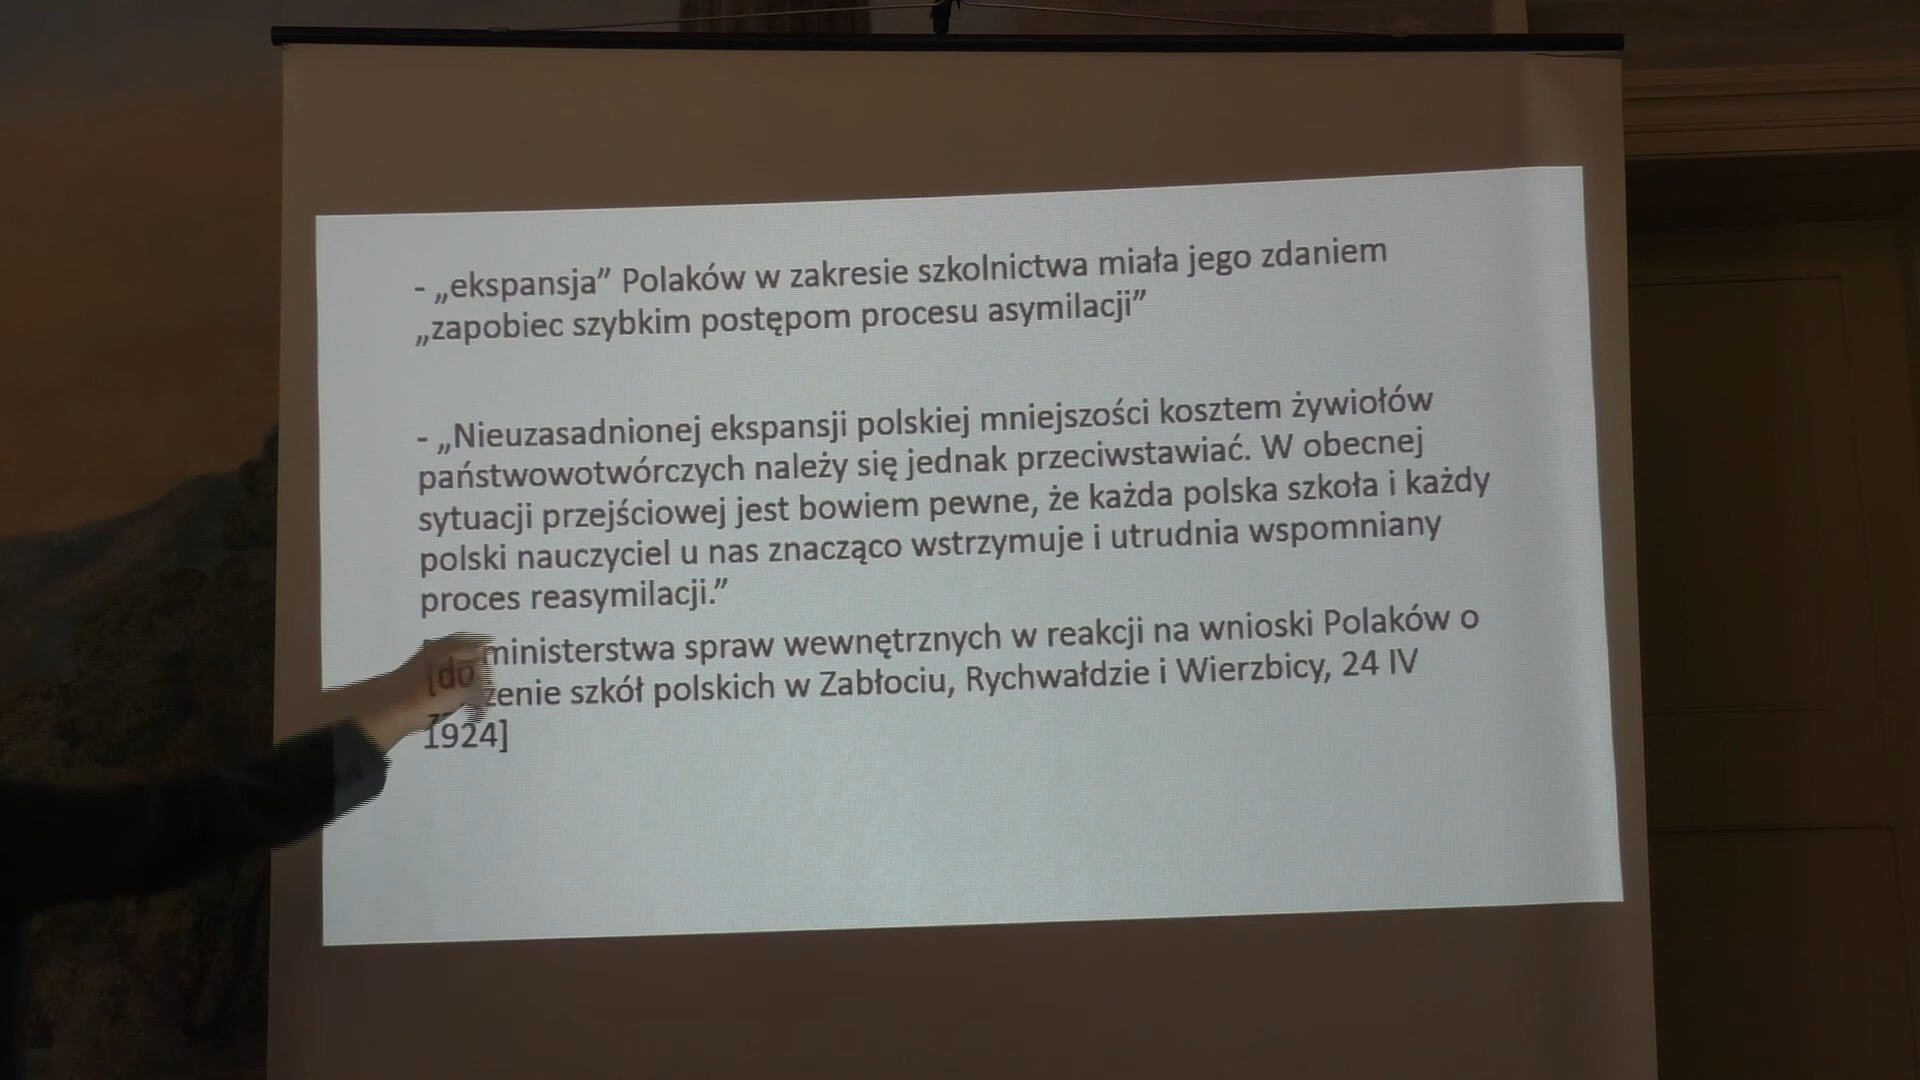 - „ekspansja” Polaków w zakresie szkolnictwa miała jego zdaniem
„zapobiec szybkim postępom procesu asymilacji”
- „Nieuzasadnionej ekspansji polskiej mniejszości kosztem żywiołów
państwowotwórczych należy się jednak przeciwstawiać. W obecnej
sytuacji przejściowej jest bowiem pewne, że każda polska szkoła i każdy
polski nauczyciel u nas znacząco wstrzymuje i utrudnia wspomniany
proces reasymilacji.”
[do ministerstwa spraw wewnętrznych w reakcji na wnioski Polaków o
szkół polskich w Zabłociu, Rychwałdzie i Wierzbicy, 24 IV
1924]